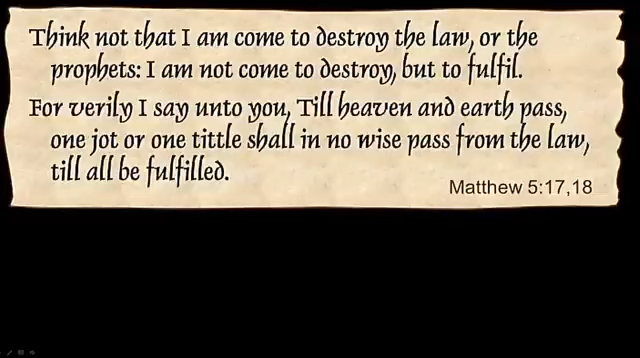 Think not that I am come to destroy the law, or the
prophets: I am not come to destroy, but to fulfil.
For verily I say unto you, Till heaven and earth pass,
one jot or one tittle shall in no wise pass from the law,
till all be fulfilled.
Matthew 5:17,18